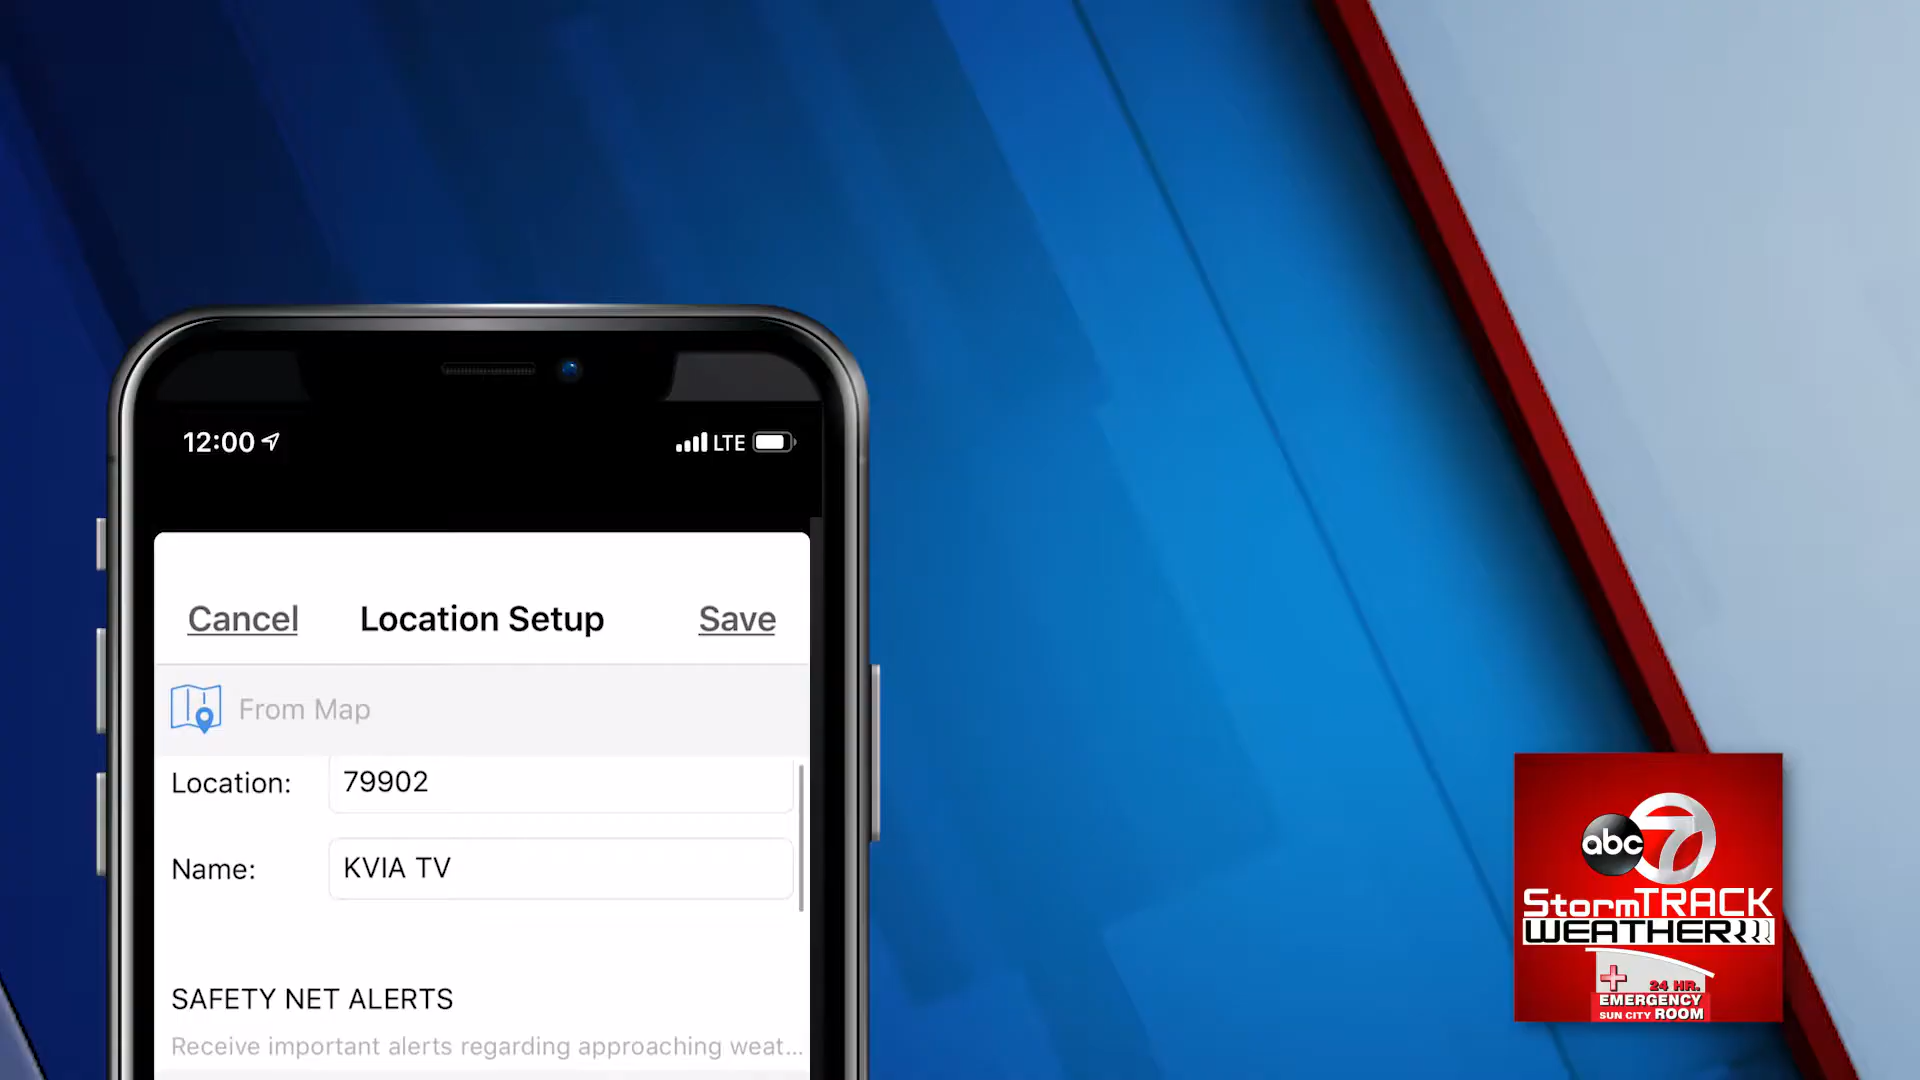 12:00
LTE
Cancel Location Setup Save
From Map
Location: 79902
Name: KVIA TV
SAFETY NET ALERTS
Receive important alerts regarding approaching weat...
abc 7
StormTRACK
WEATHER
24 HR.
EMERGENCY
SUN CITY ROOM